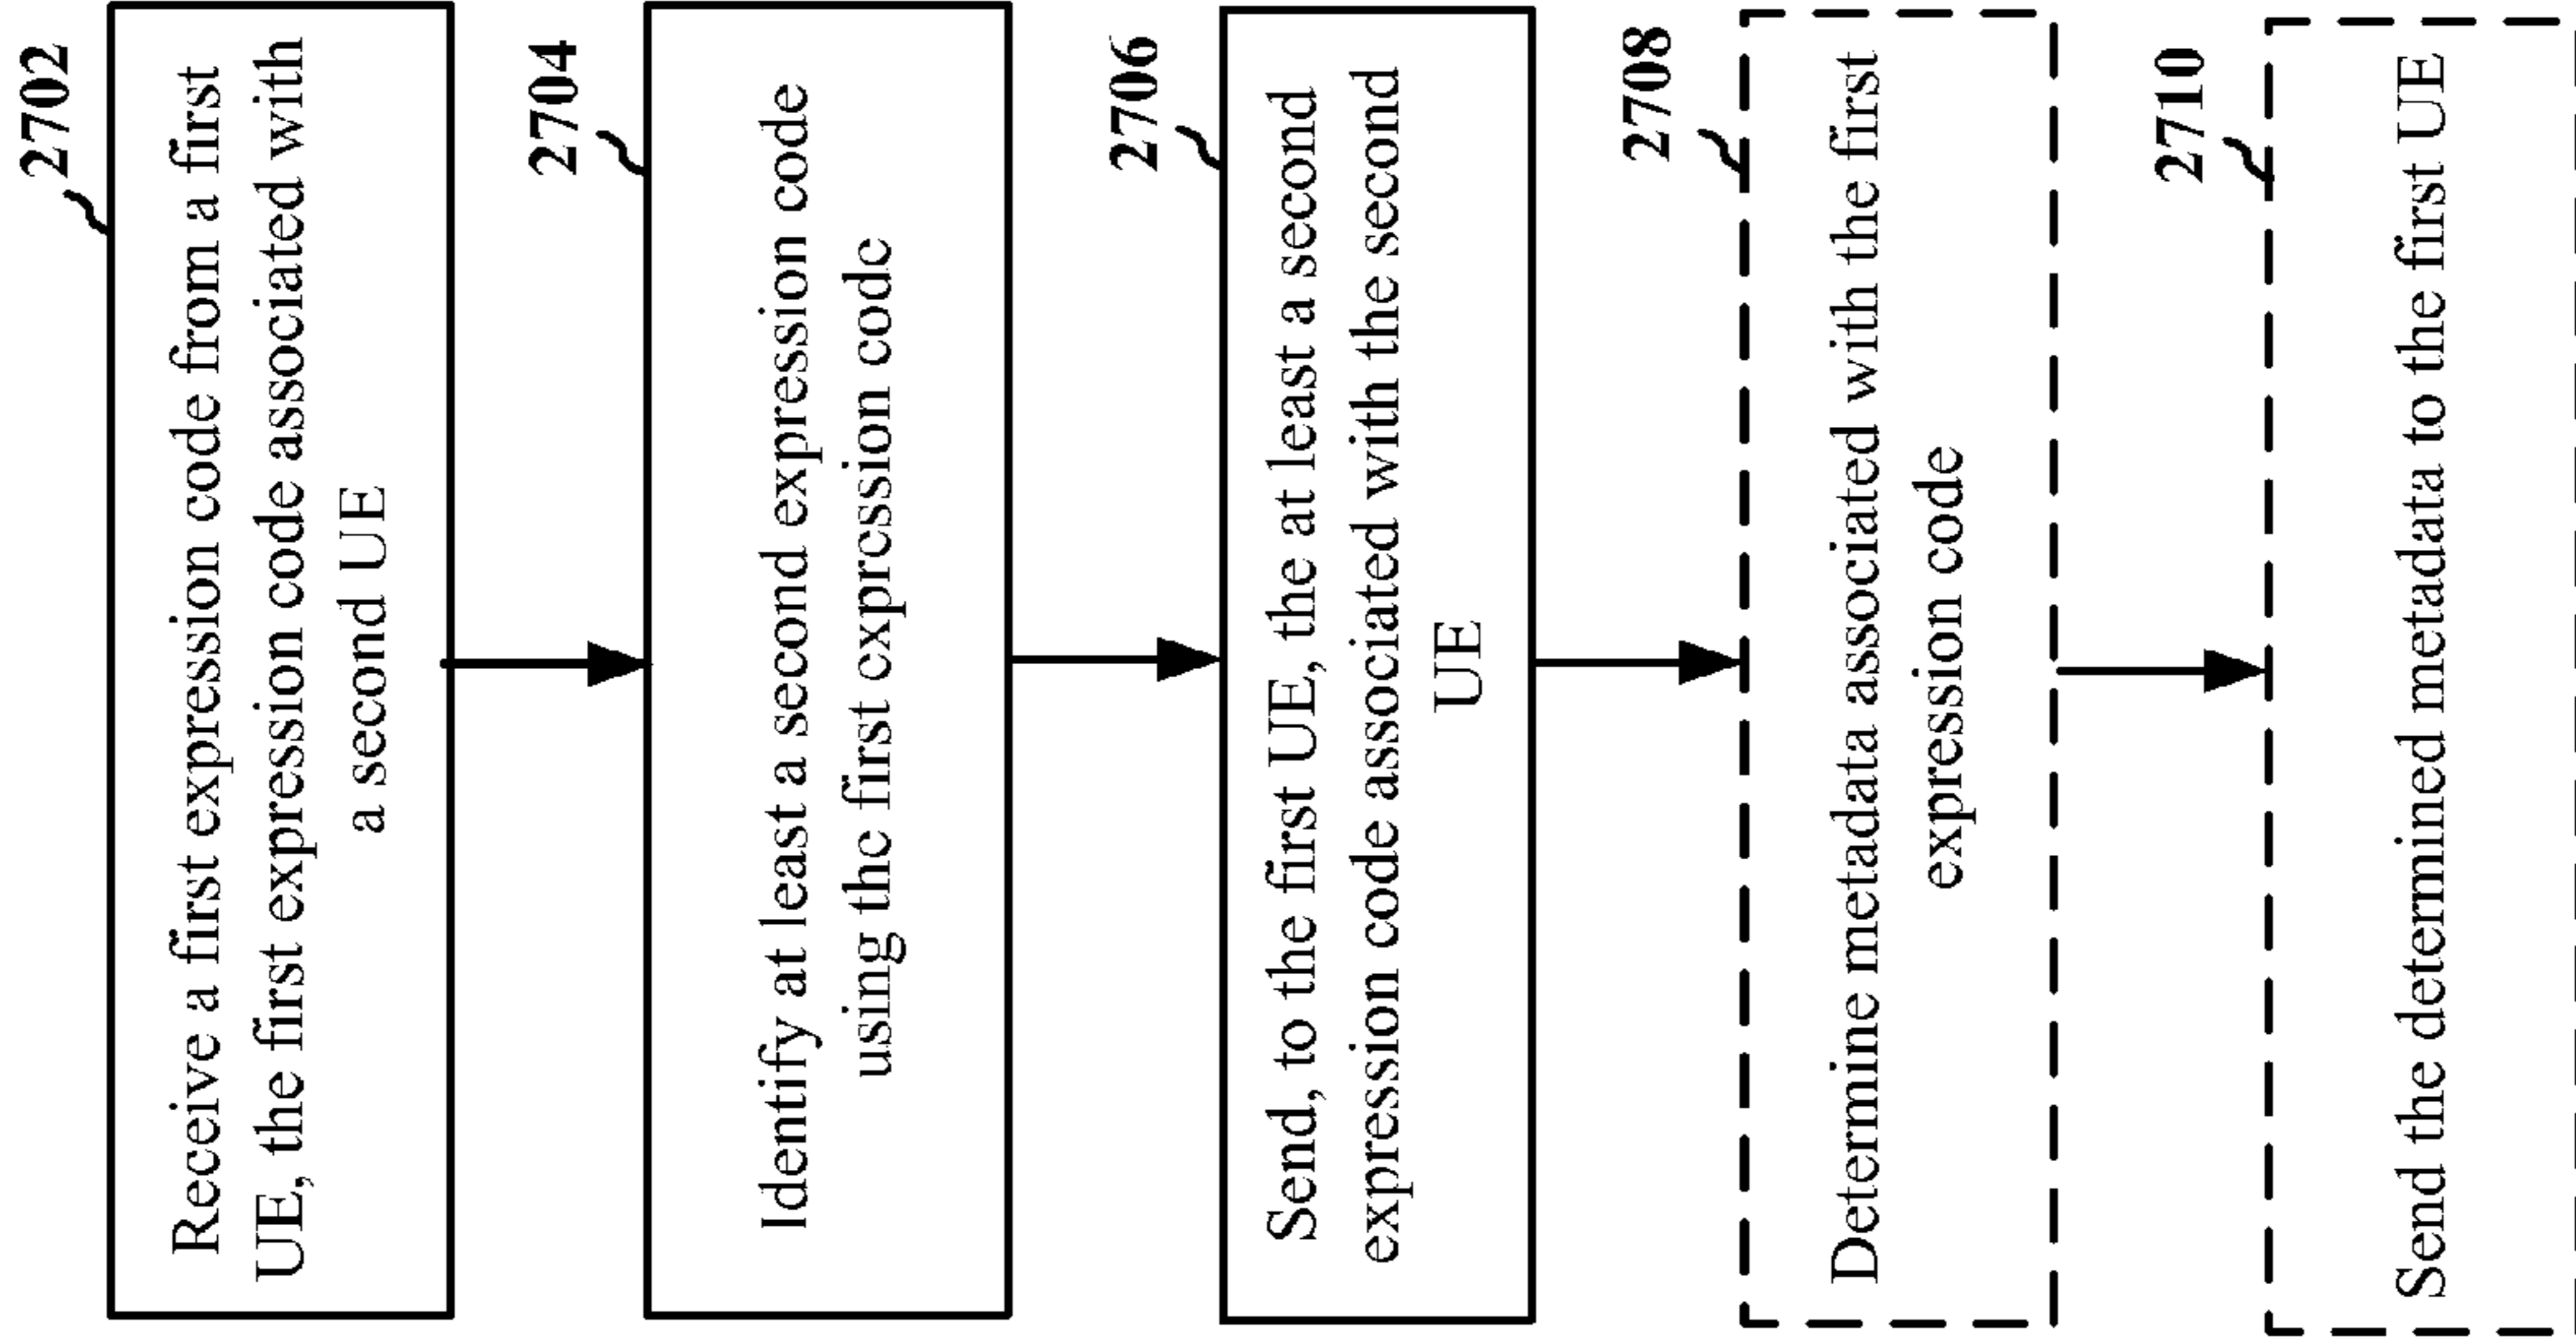 2702
Receive a first expression code from a first
UE, the first expression code associated with
a second UE
2704
Identify at least a second expression code
using the first expression code
2706
Send, to the first UE, the at least a second
expression code associated with the second
UE
2708
Determine metadata associated with the first
expression code
2710
Send the determined metadata to the first UE